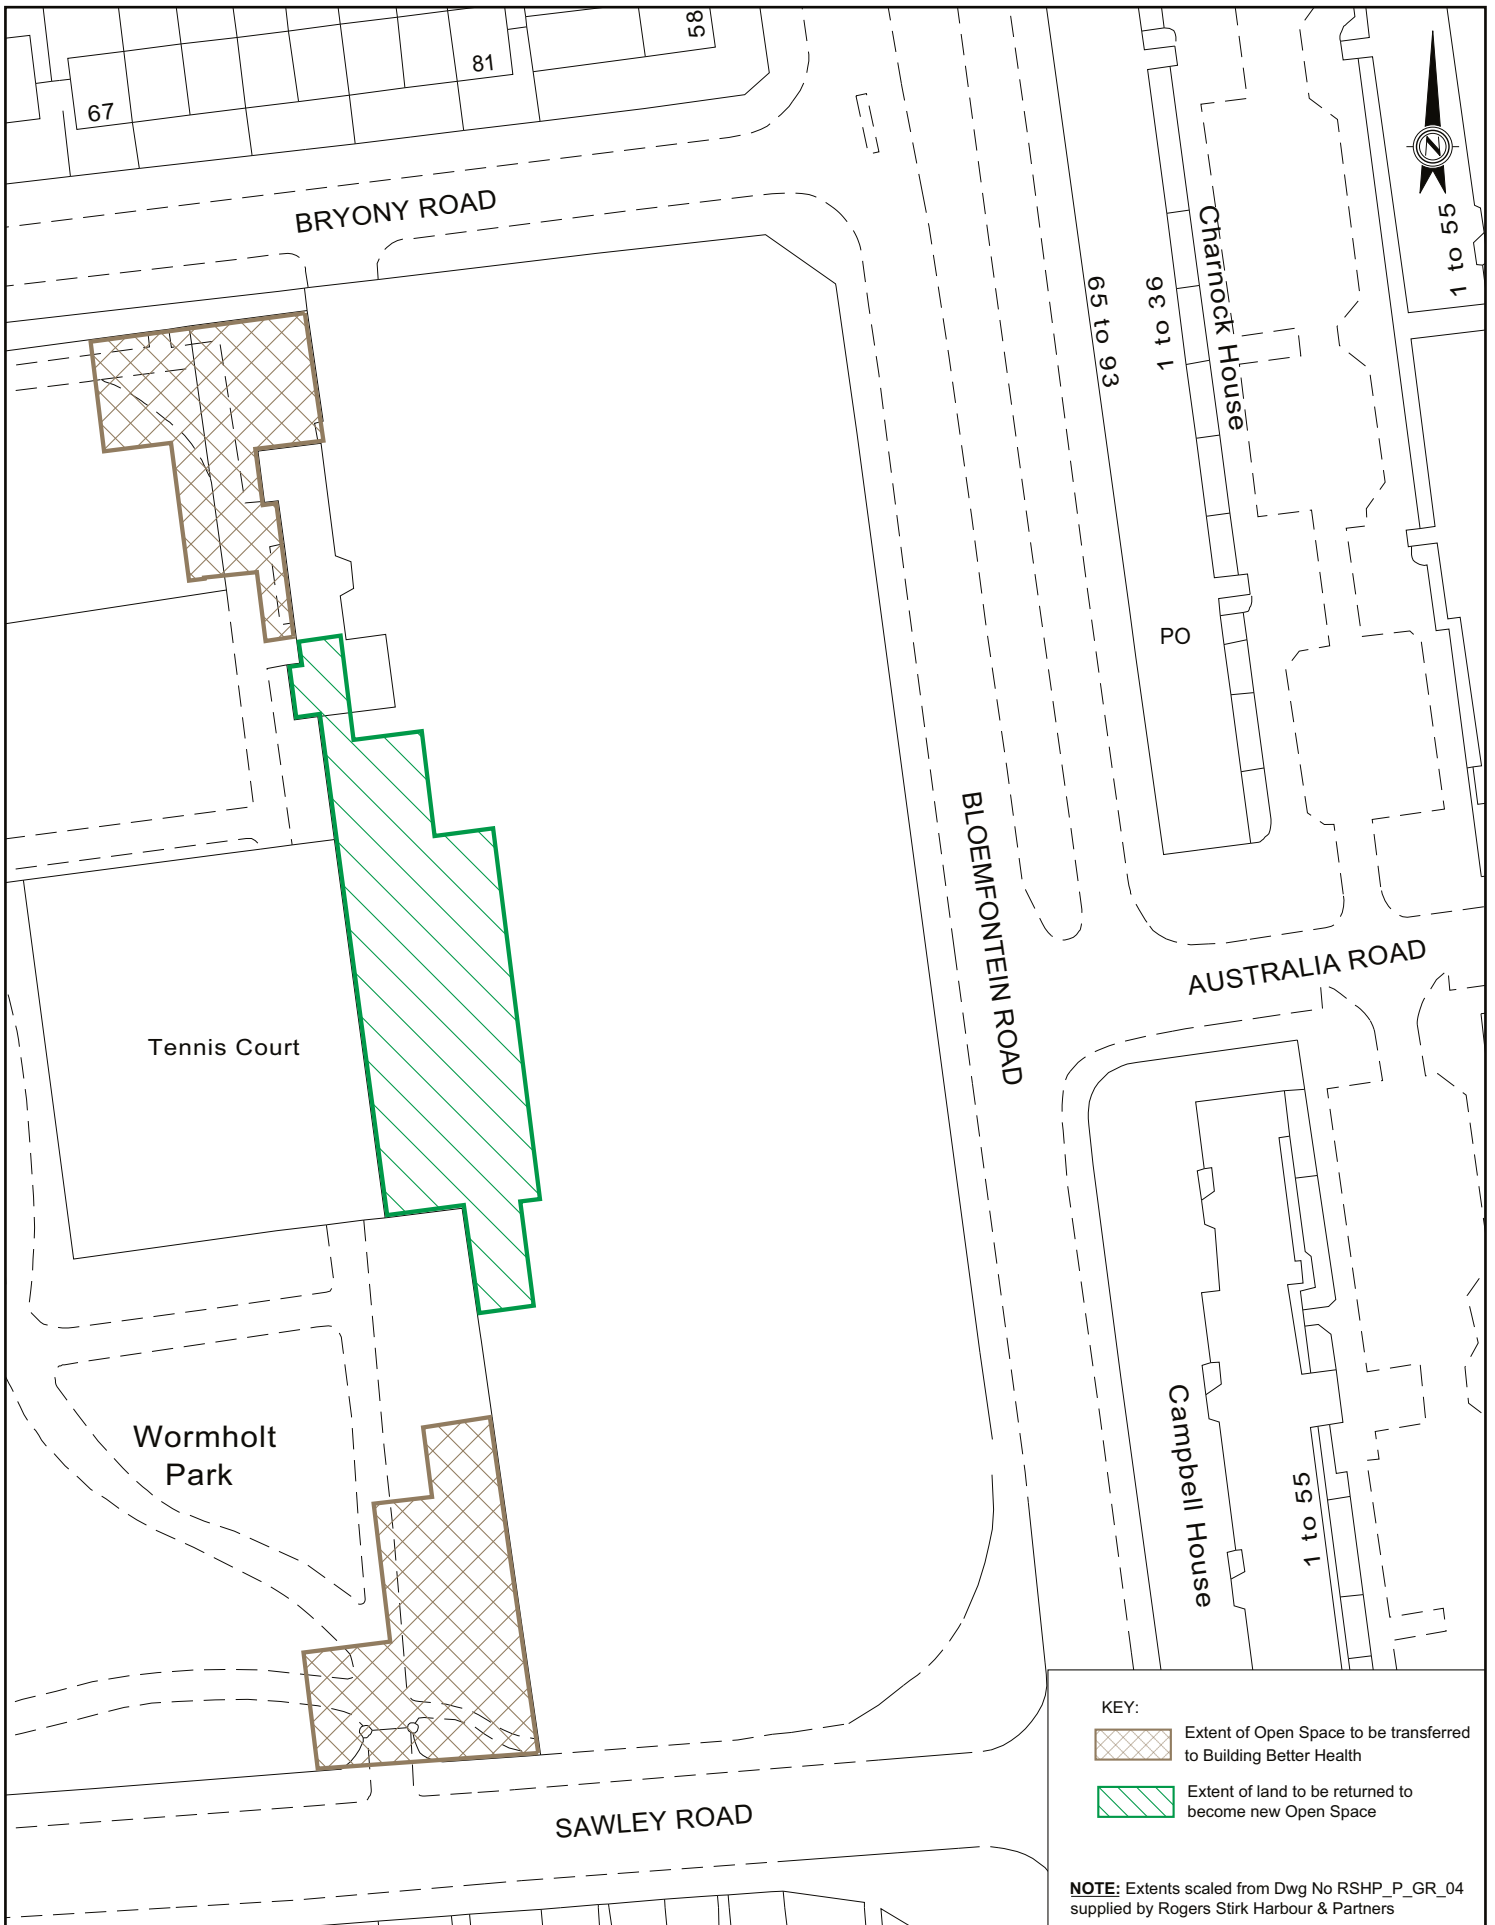 58
81
67
BRYONY ROAD
N
1 to 55
Charnock House
1 to 36
65 to 93
PO
BLOEMFONTEIN ROAD
AUSTRALIA ROAD
Tennis Court
Wormholt
Park
Campbell House
1 to 55
SAWLEY ROAD
KEY:
Extent of Open Space to be transferred
to Building Better Health
Extent of land to be returned to
become new Open Space
NOTE: Extents scaled from Dwg No RSHP_P_GR_04
supplied by Rogers Stirk Harbour & Partners